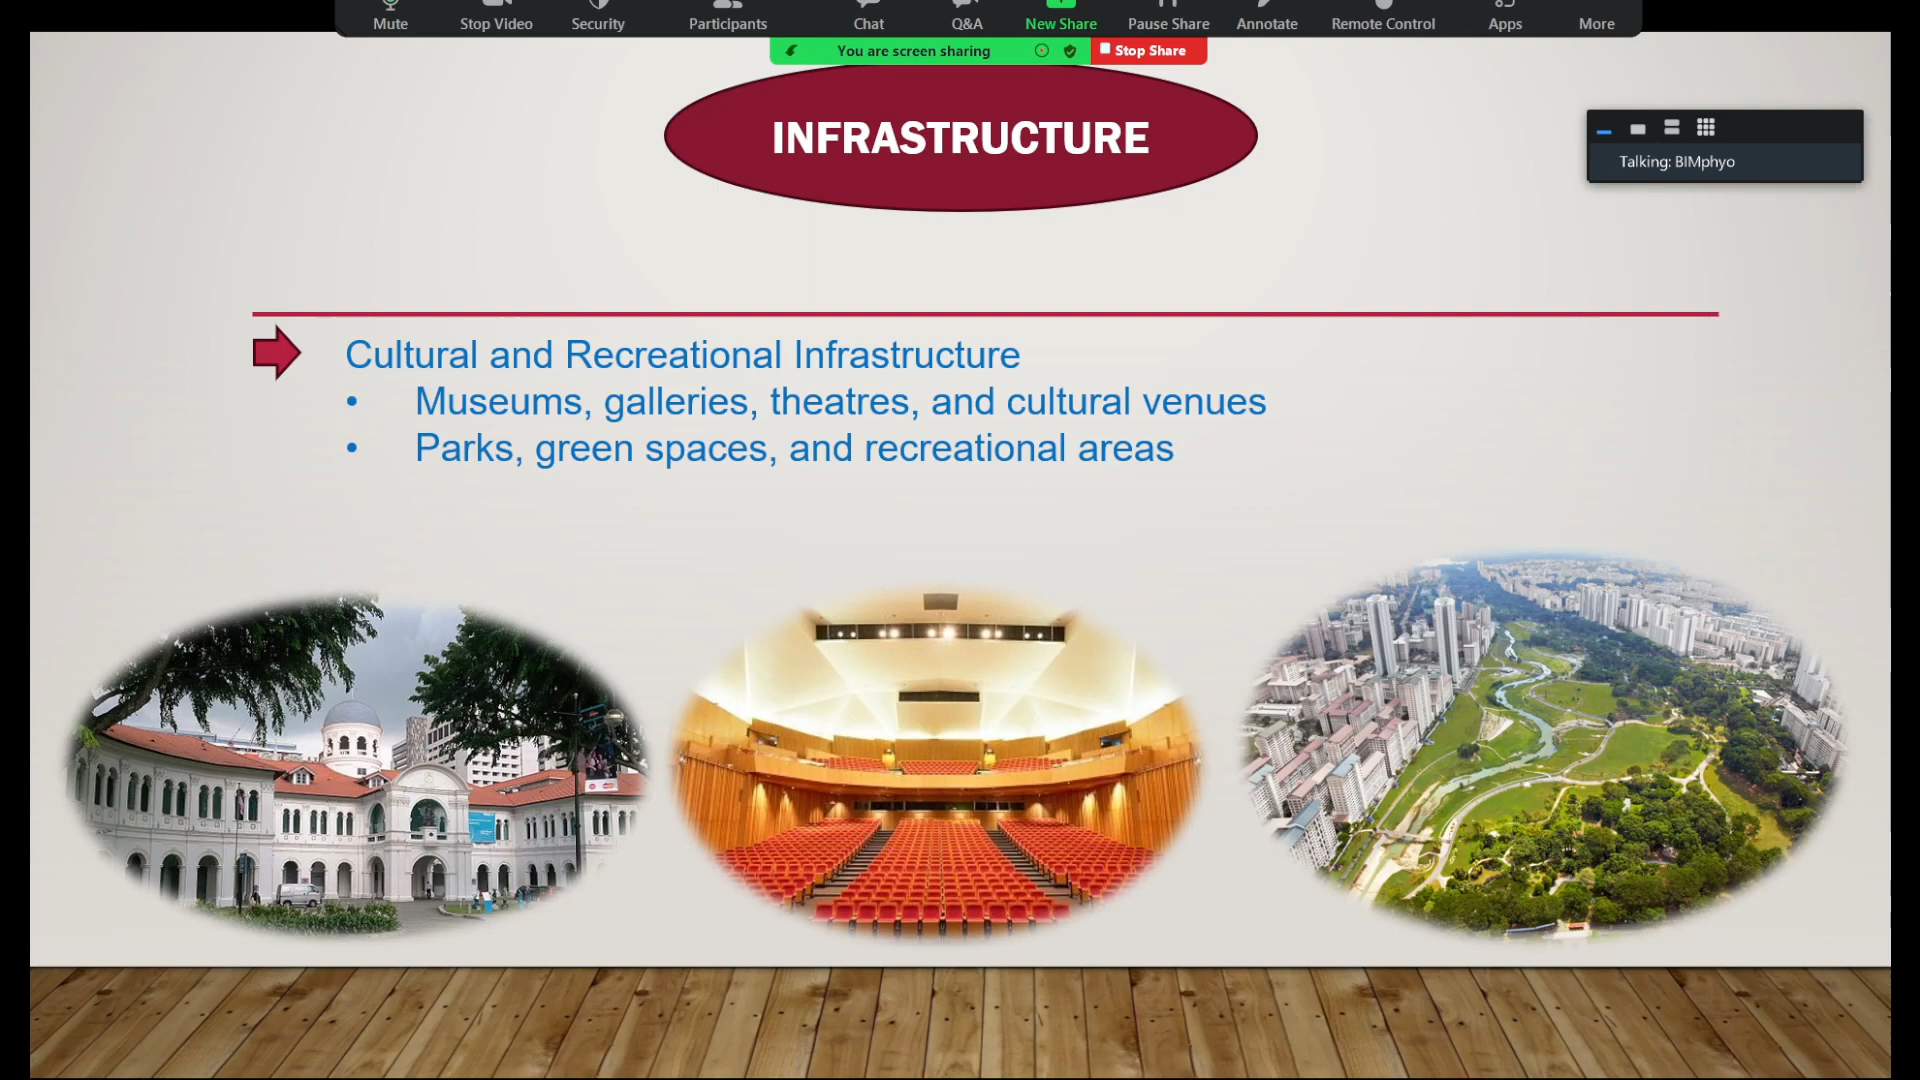 Mute Stop Video Security Participants Chat Q&A New Share Pause Share Annotate Remote Control Apps More
You are screen sharing Stop Share
INFRASTRUCTURE
Talking: BIMphyo
Cultural and Recreational Infrastructure
• Museums, galleries, theatres, and cultural venues
• Parks, green spaces, and recreational areas